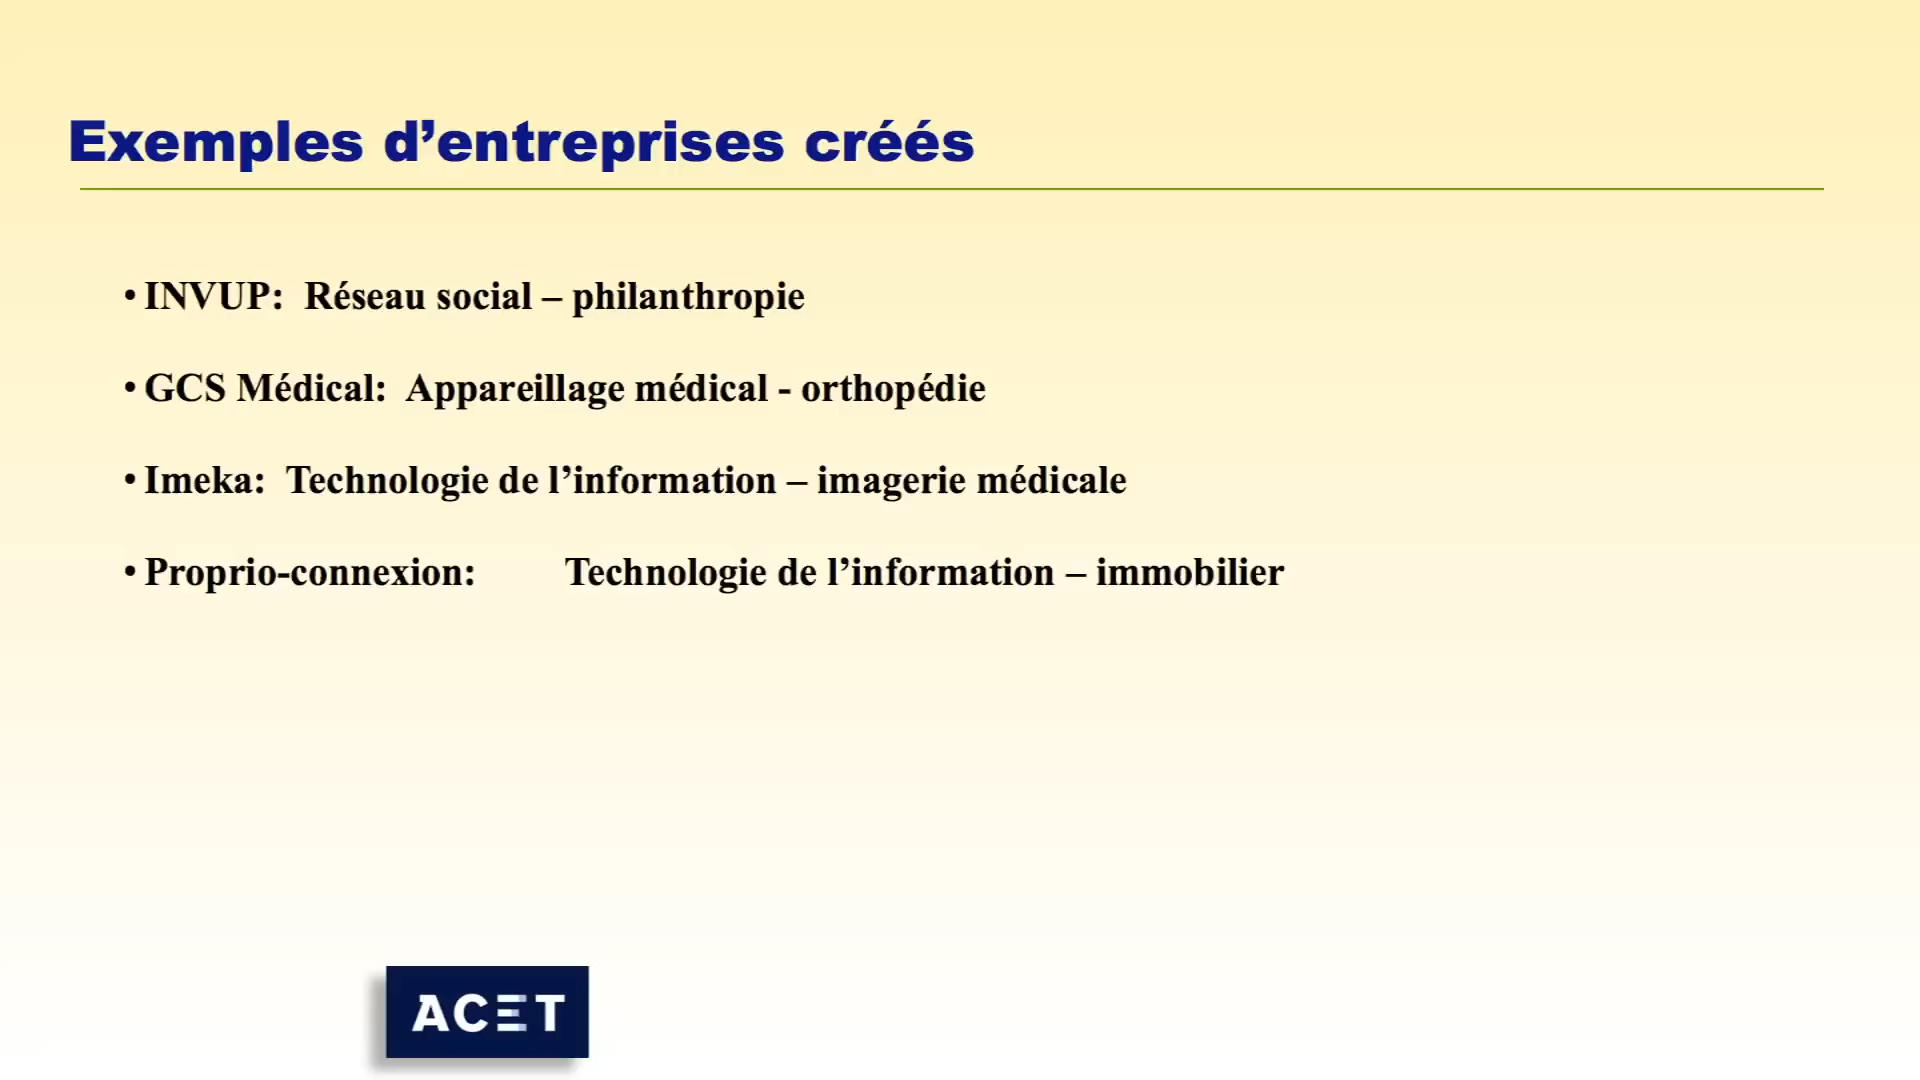 Exemples d’entreprises créés
• INVUP: Réseau social – philanthropie
• GCS Médical: Appareillage médical - orthopédie
• Imeka: Technologie de l’information – imagerie médicale
• Proprio-connexion: Technologie de l’information – immobilier
ACET